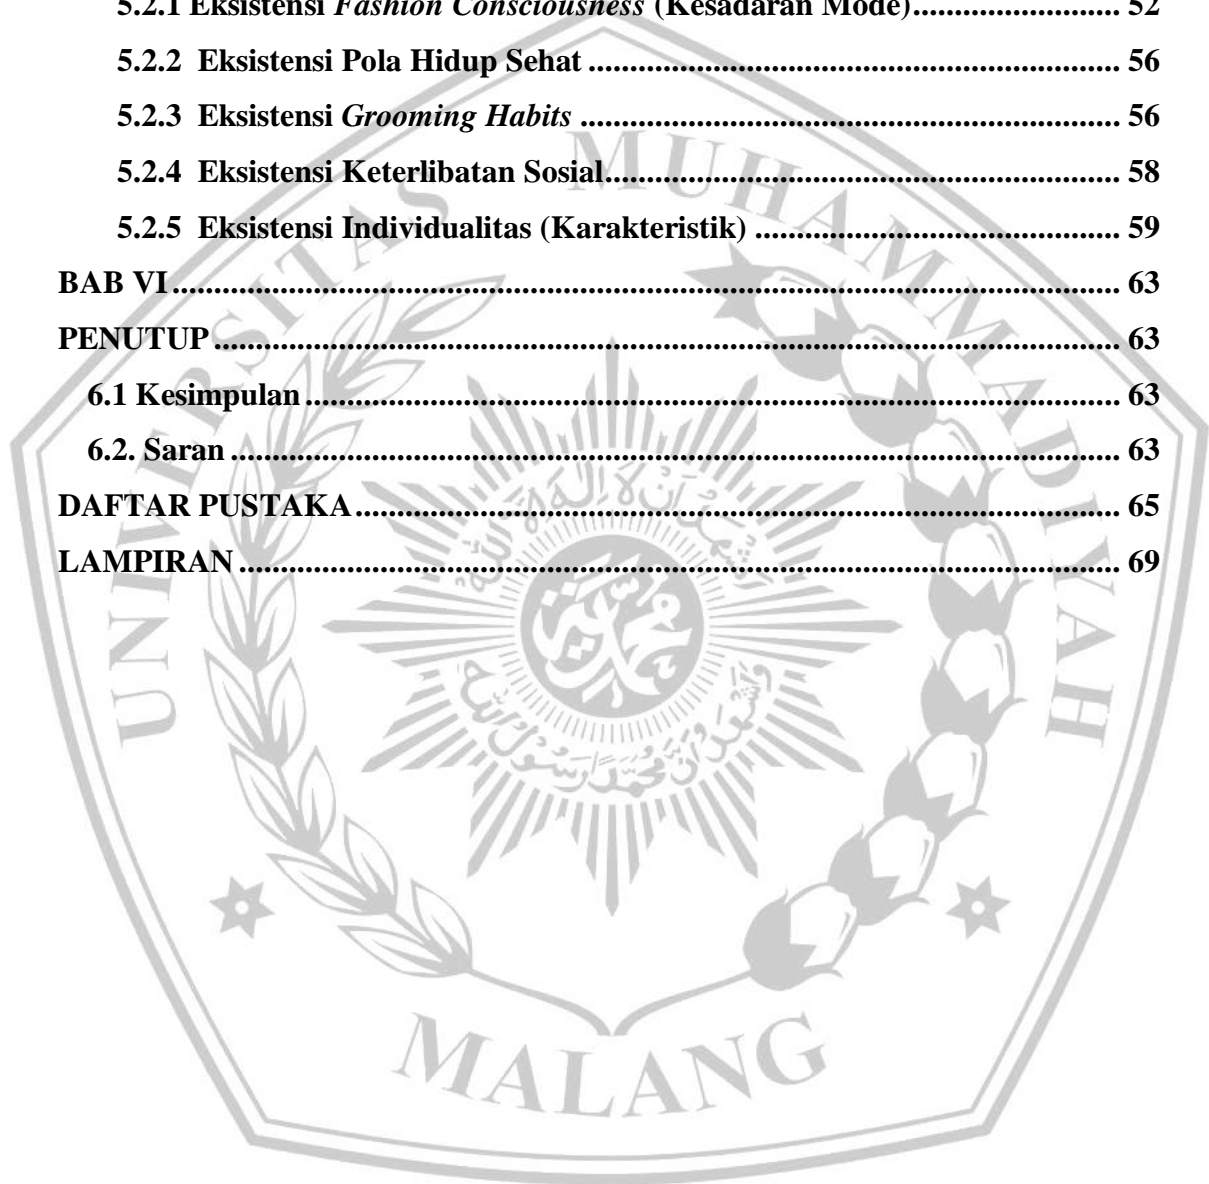 5.2.1 Eksistensi Fashion Consciousness (Kesadaran Mode)............................ 52
5.2.2 Eksistensi Pola Hidup Sehat ................................................................ 56
5.2.3 Eksistensi Grooming Habits ................................................................. 56
5.2.4 Eksistensi Keterlibatan Sosial............................................................... 58
5.2.5 Eksistensi Individualitas (Karakteristik) ............................................ 59
BAB VI.................................................................................................................. 63
PENUTUP............................................................................................................. 63
6.1 Kesimpulan.................................................................................................. 63
6.2. Saran ........................................................................................................... 63
DAFTAR PUSTAKA............................................................................................ 65
LAMPIRAN.......................................................................................................... 69
UNIVERSITAS MUHAMMADIYAH
MALANG